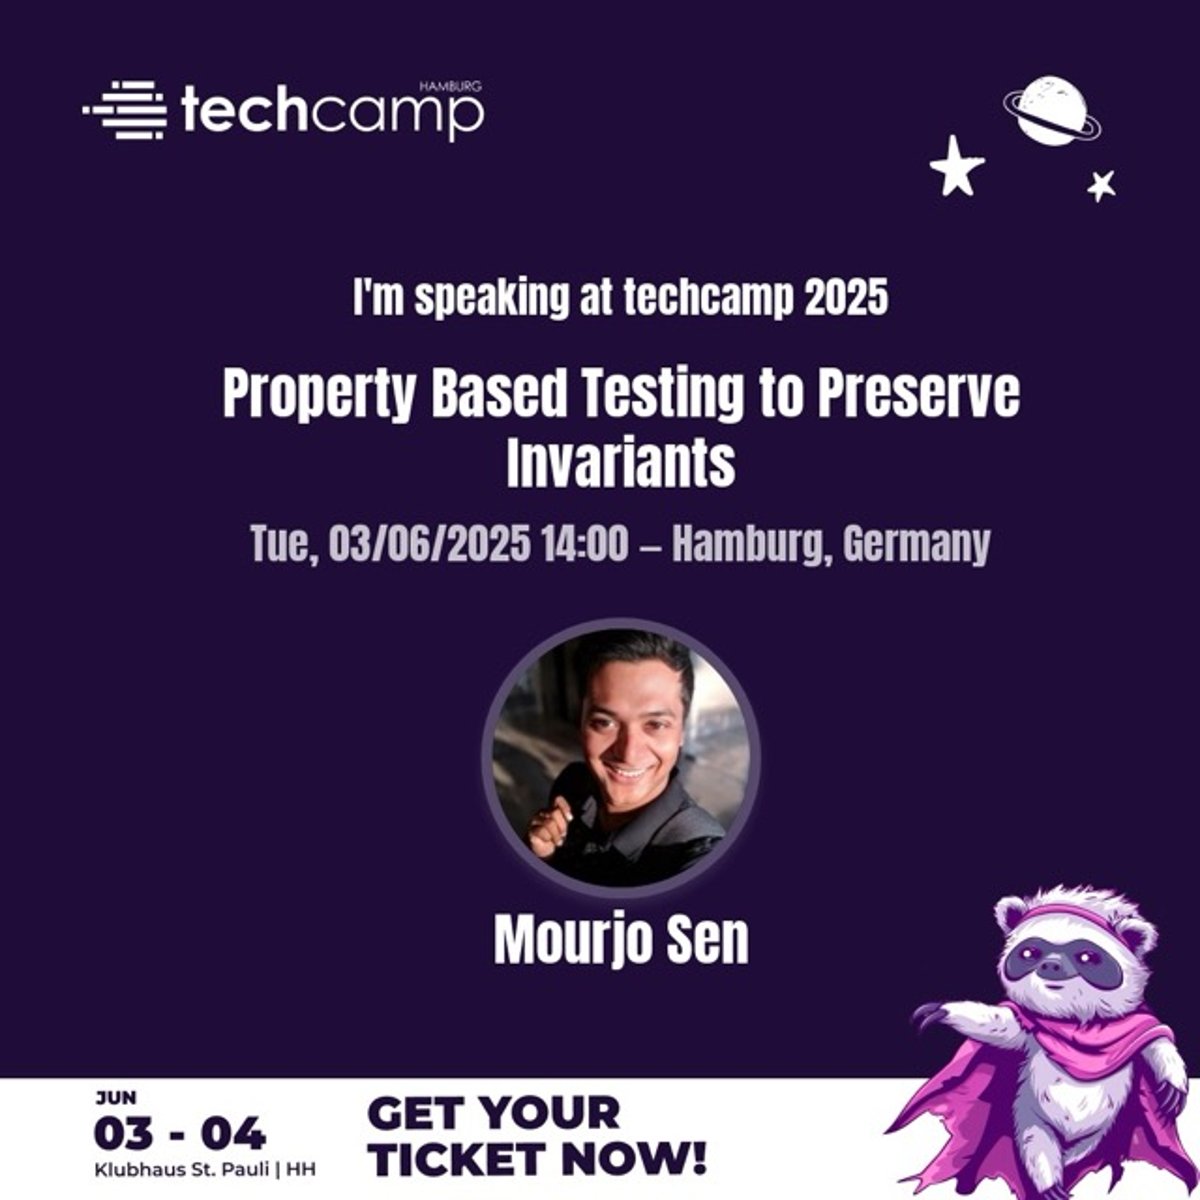 HAMBURG
techcamp
I'm speaking at techcamp 2025
Property Based Testing to Preserve
Invariants
Tue, 03/06/2025 14:00 – Hamburg, Germany
Mourjo Sen
JUN
03 - 04
Klubhaus St. Pauli | HH
GET YOUR
TICKET NOW!